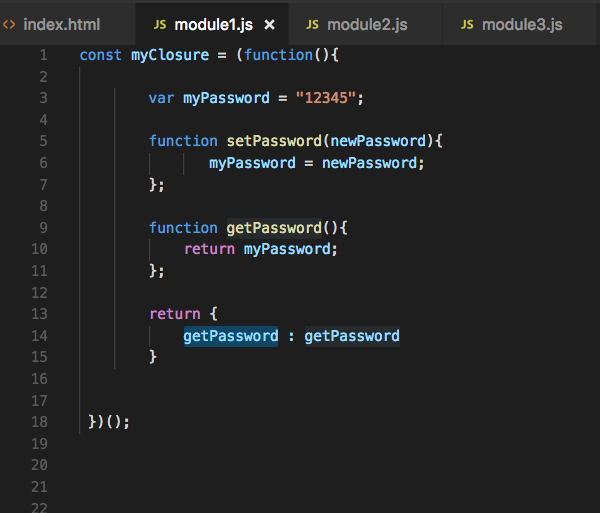 <> index.html JS module1.js × JS module2.js JS module3.js
1 const myClosure = (function(){
2
3 var myPassword = "12345";
4
5 function setPassword(newPassword){
6 myPassword = newPassword;
7 };
8
9 function getPassword(){
10 return myPassword;
11 };
12
13 return {
14 getPassword : getPassword
15 }
16
17
18 })();
19
20
21
22